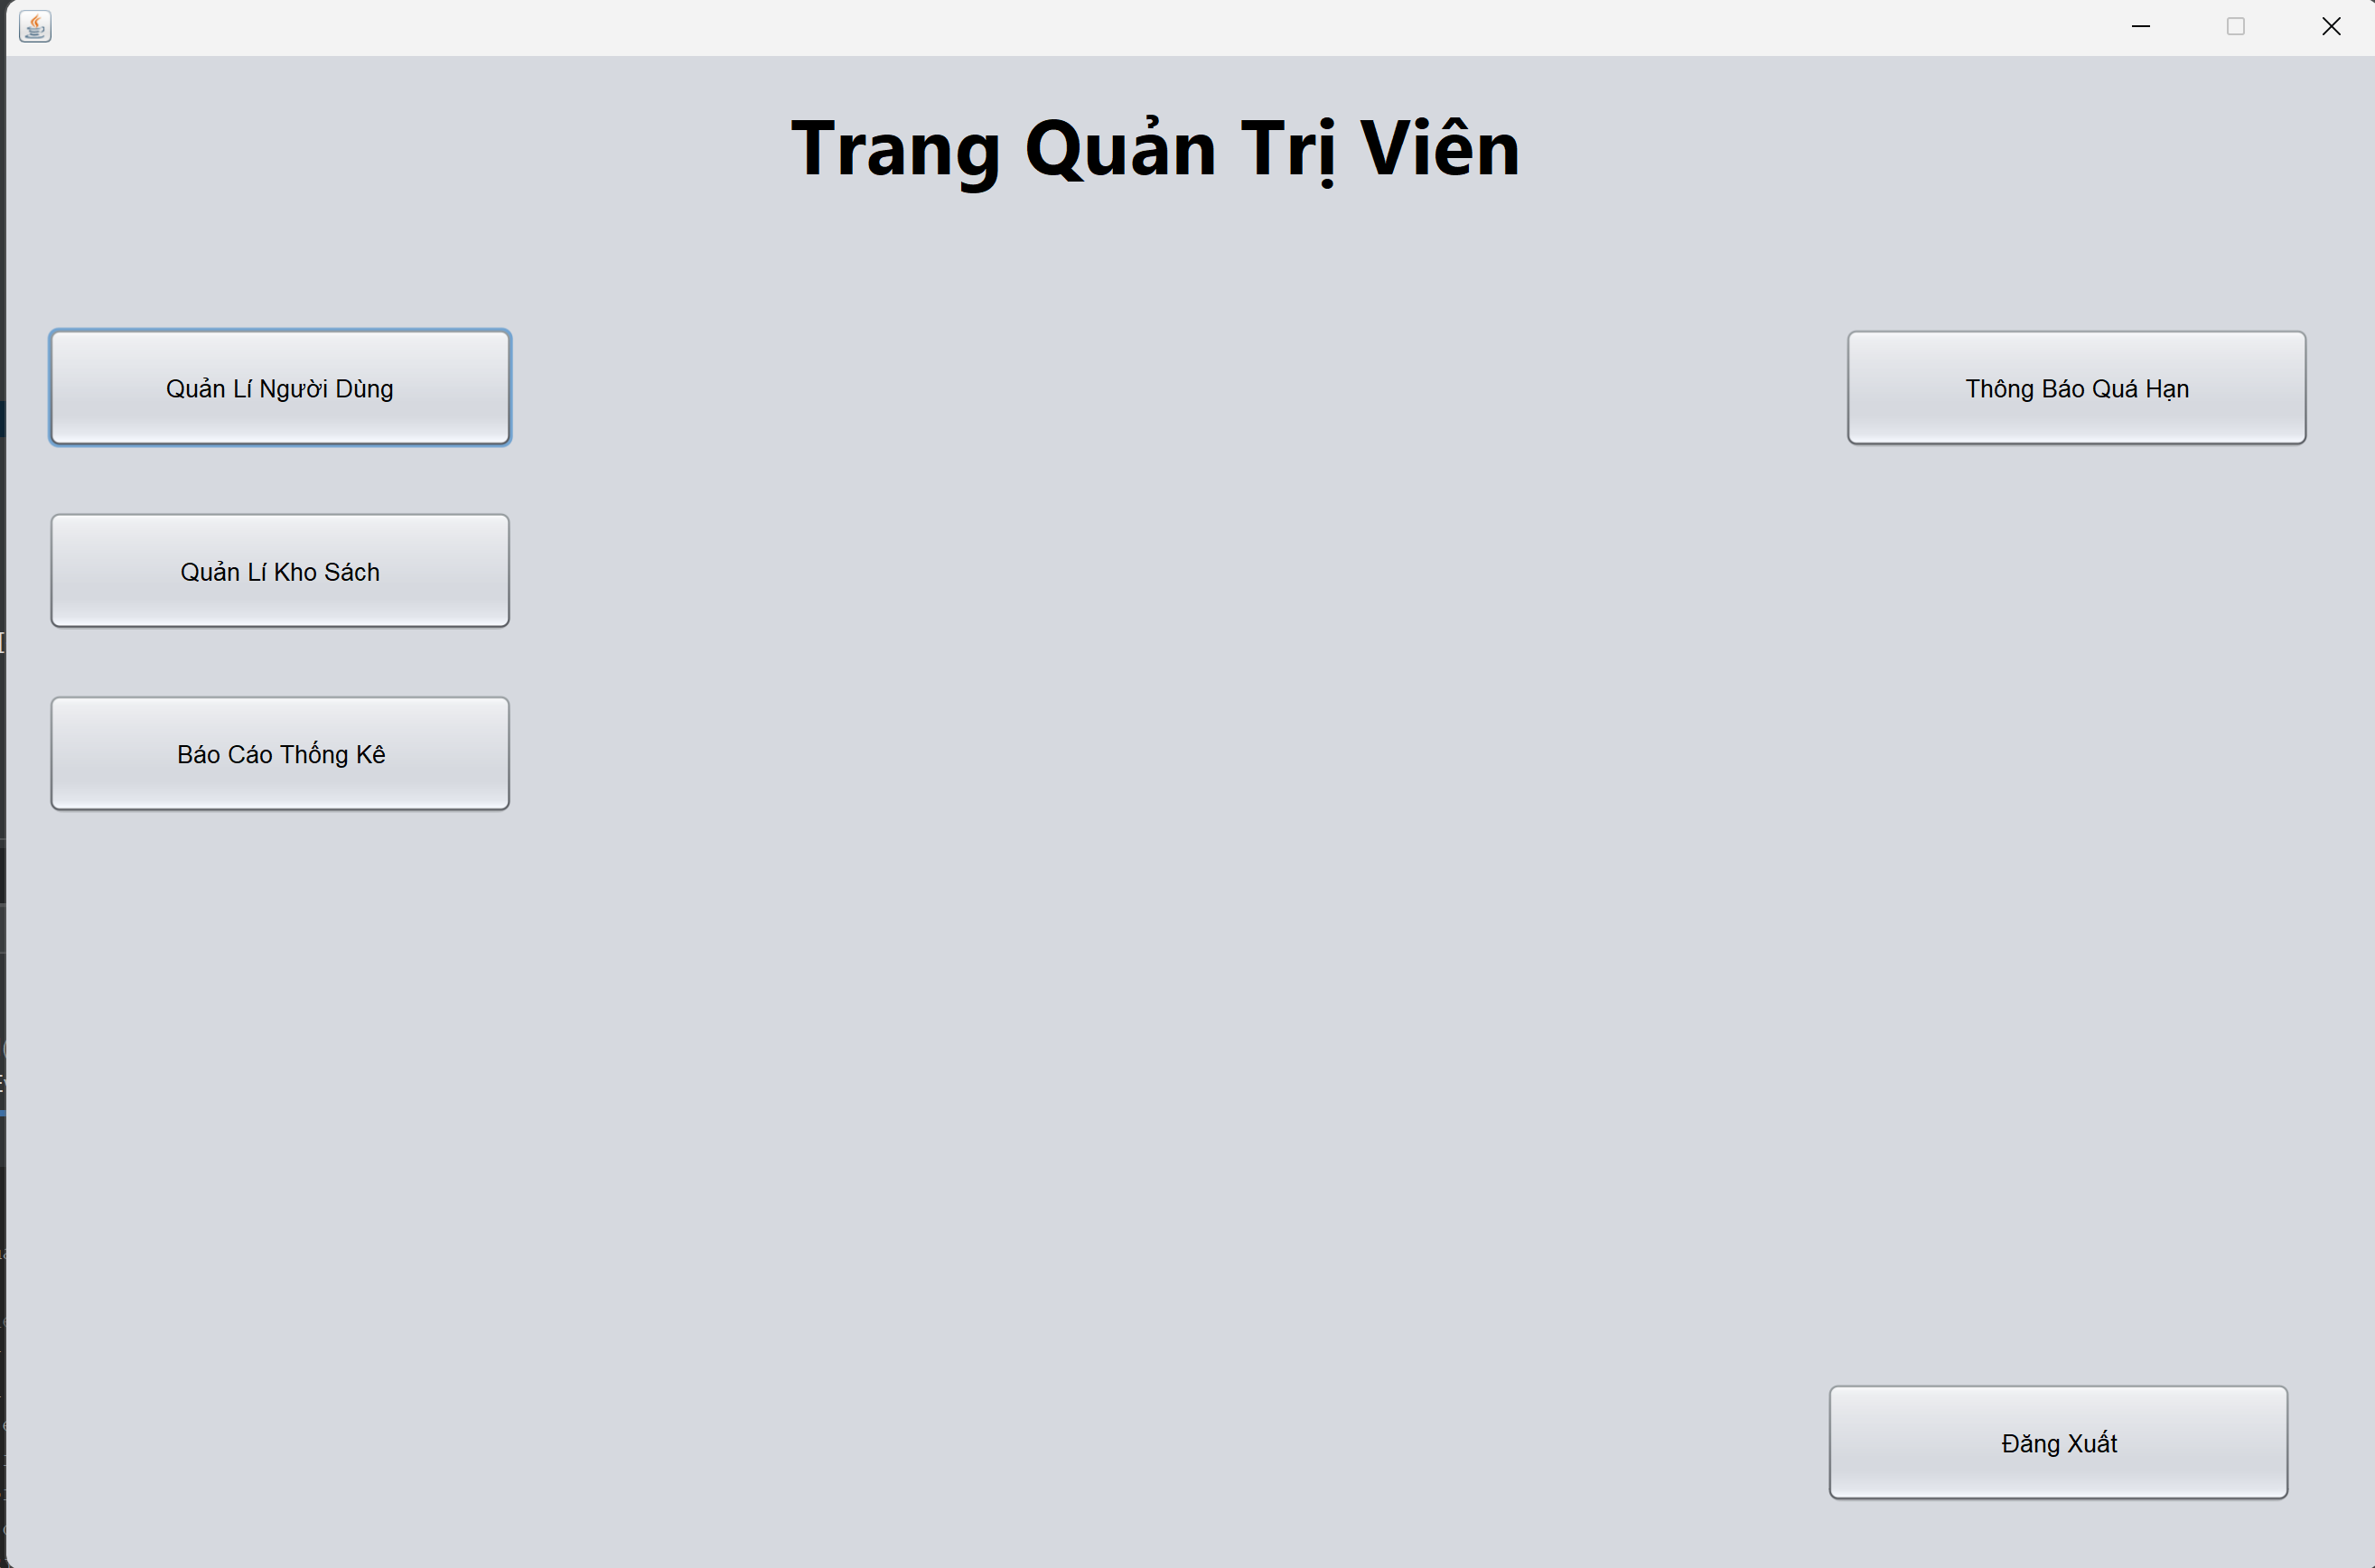 Trang Quản Trị Viên
Quản Lí Người Dùng
Thông Báo Quá Hạn
Quản Lí Kho Sách
Báo Cáo Thống Kê
Đăng Xuất